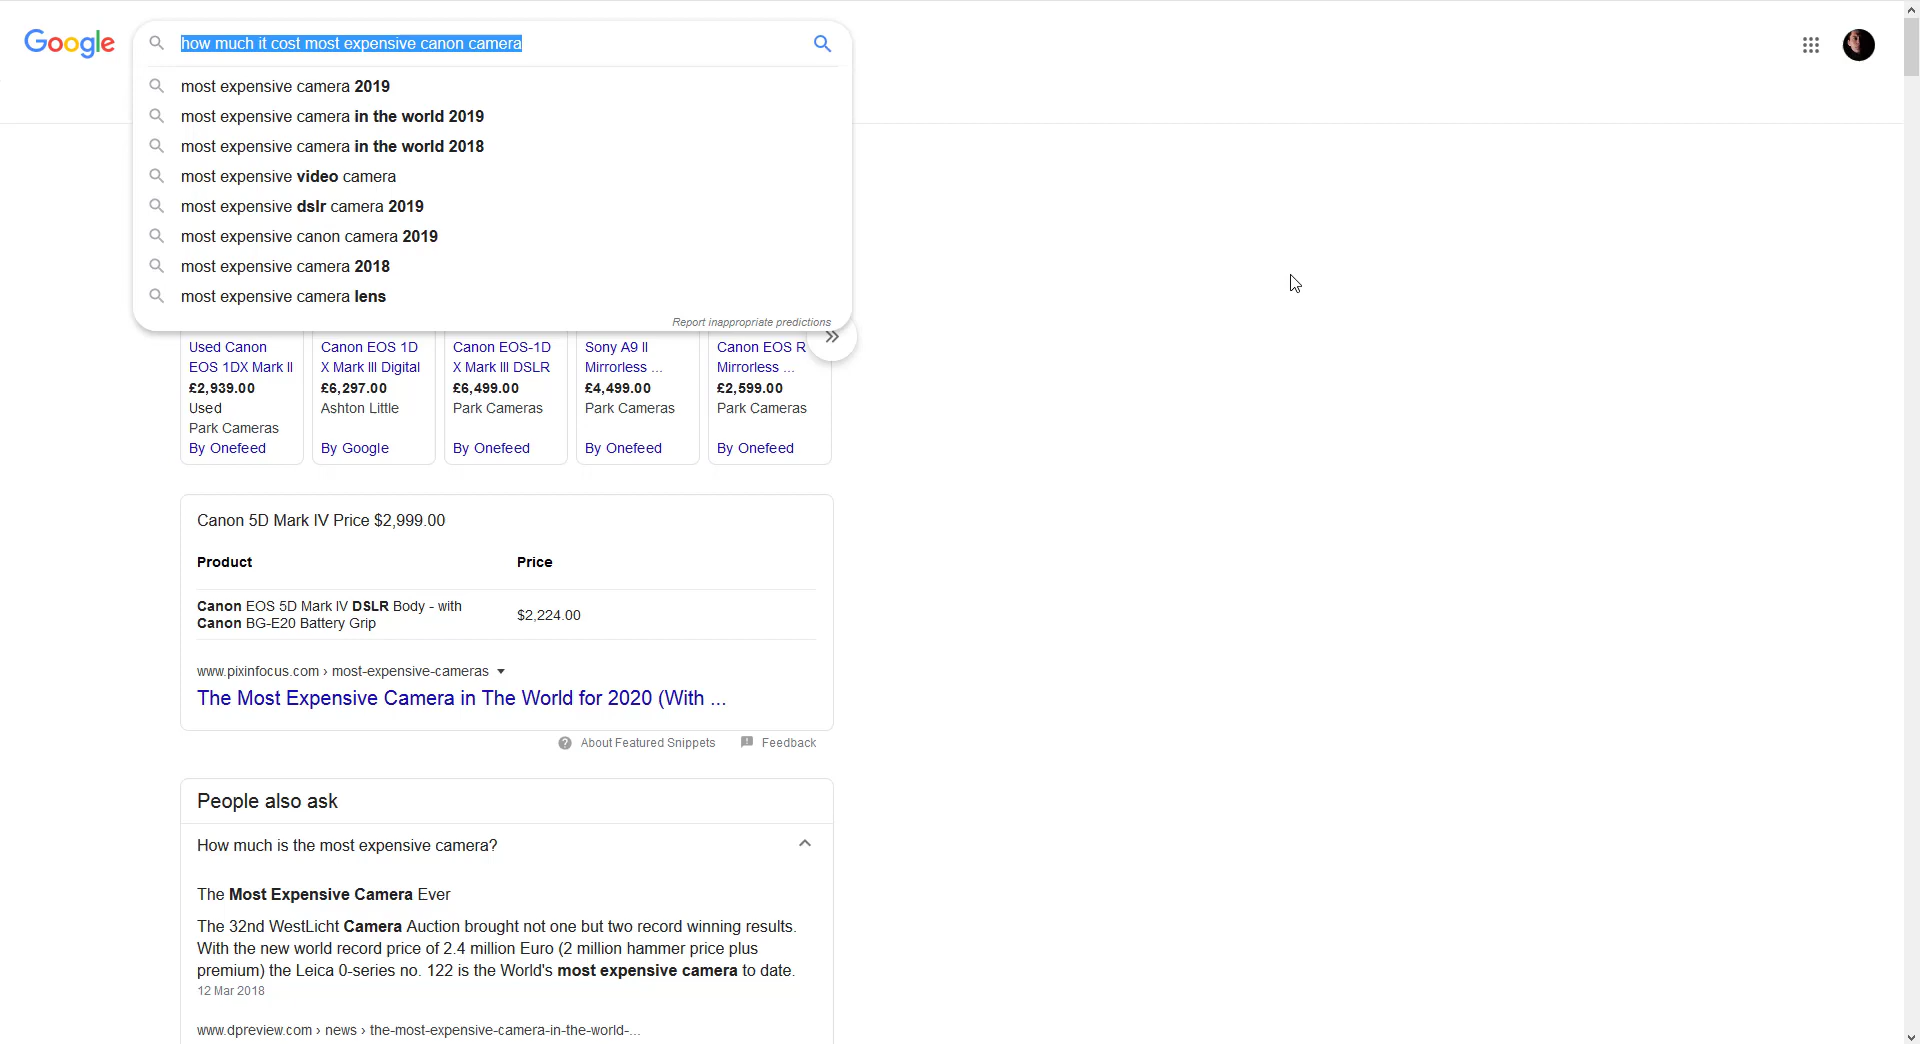 Google
how much it cost most expensive canon camera
most expensive camera 2019
most expensive camera in the world 2019
most expensive camera in the world 2018
most expensive video camera
most expensive dslr camera 2019
most expensive canon camera 2019
most expensive camera 2018
most expensive camera lens
Report inappropriate predictions
Used Canon
EOS 1DX Mark II
£2,939.00
Used
Park Cameras
By Onefeed
Canon EOS 1D
X Mark III Digital
£6,297.00
Ashton Little
By Google
Canon EOS-1D
X Mark III DSLR
£6,499.00
Park Cameras
By Onefeed
Sony A9 II
Mirrorless ...
£4,499.00
Park Cameras
By Onefeed
Canon EOS R
Mirrorless ...
£2,599.00
Park Cameras
By Onefeed
Canon 5D Mark IV Price $2,999.00
Product Price
Canon EOS 5D Mark IV DSLR Body - with
Canon BG-E20 Battery Grip
$2,224.00
www.pixinfocus.com › most-expensive-cameras
The Most Expensive Camera in The World for 2020 (With ...
About Featured Snippets Feedback
People also ask
How much is the most expensive camera?
The Most Expensive Camera Ever
The 32nd WestLicht Camera Auction brought not one but two record winning results.
With the new world record price of 2.4 million Euro (2 million hammer price plus
premium) the Leica 0-series no. 122 is the World's most expensive camera to date.
12 Mar 2018
www.dpreview.com › news › the-most-expensive-camera-in-the-world-...